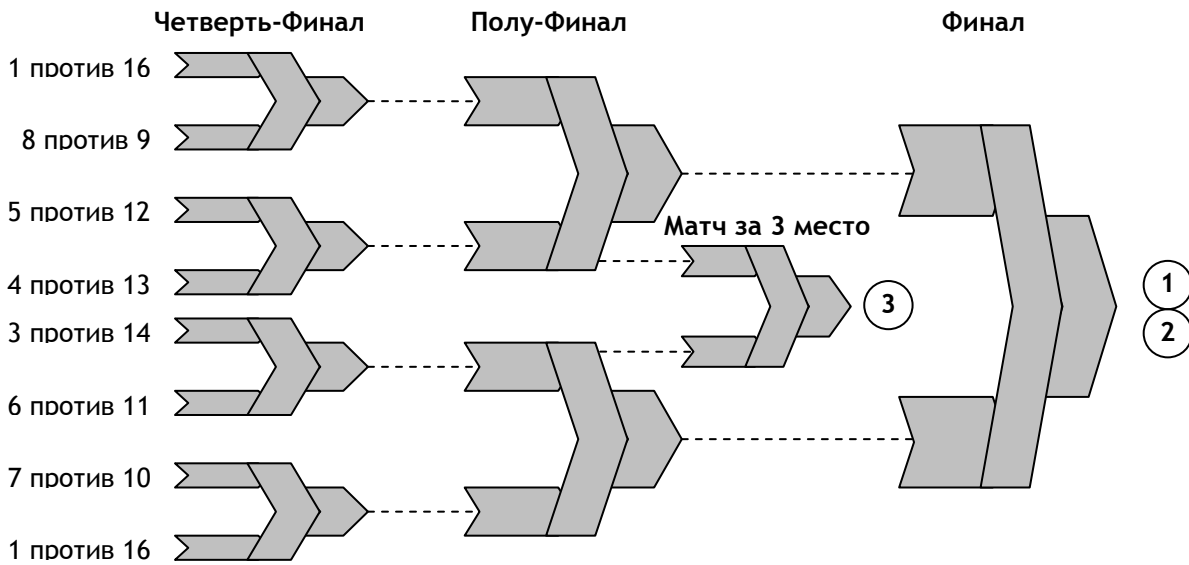 Четверть-Финал Полу-Финал Финал
1 против 16
8 против 9
5 против 12
Матч за 3 место
4 против 13
3
1
3 против 14
2
6 против 11
7 против 10
1 против 16